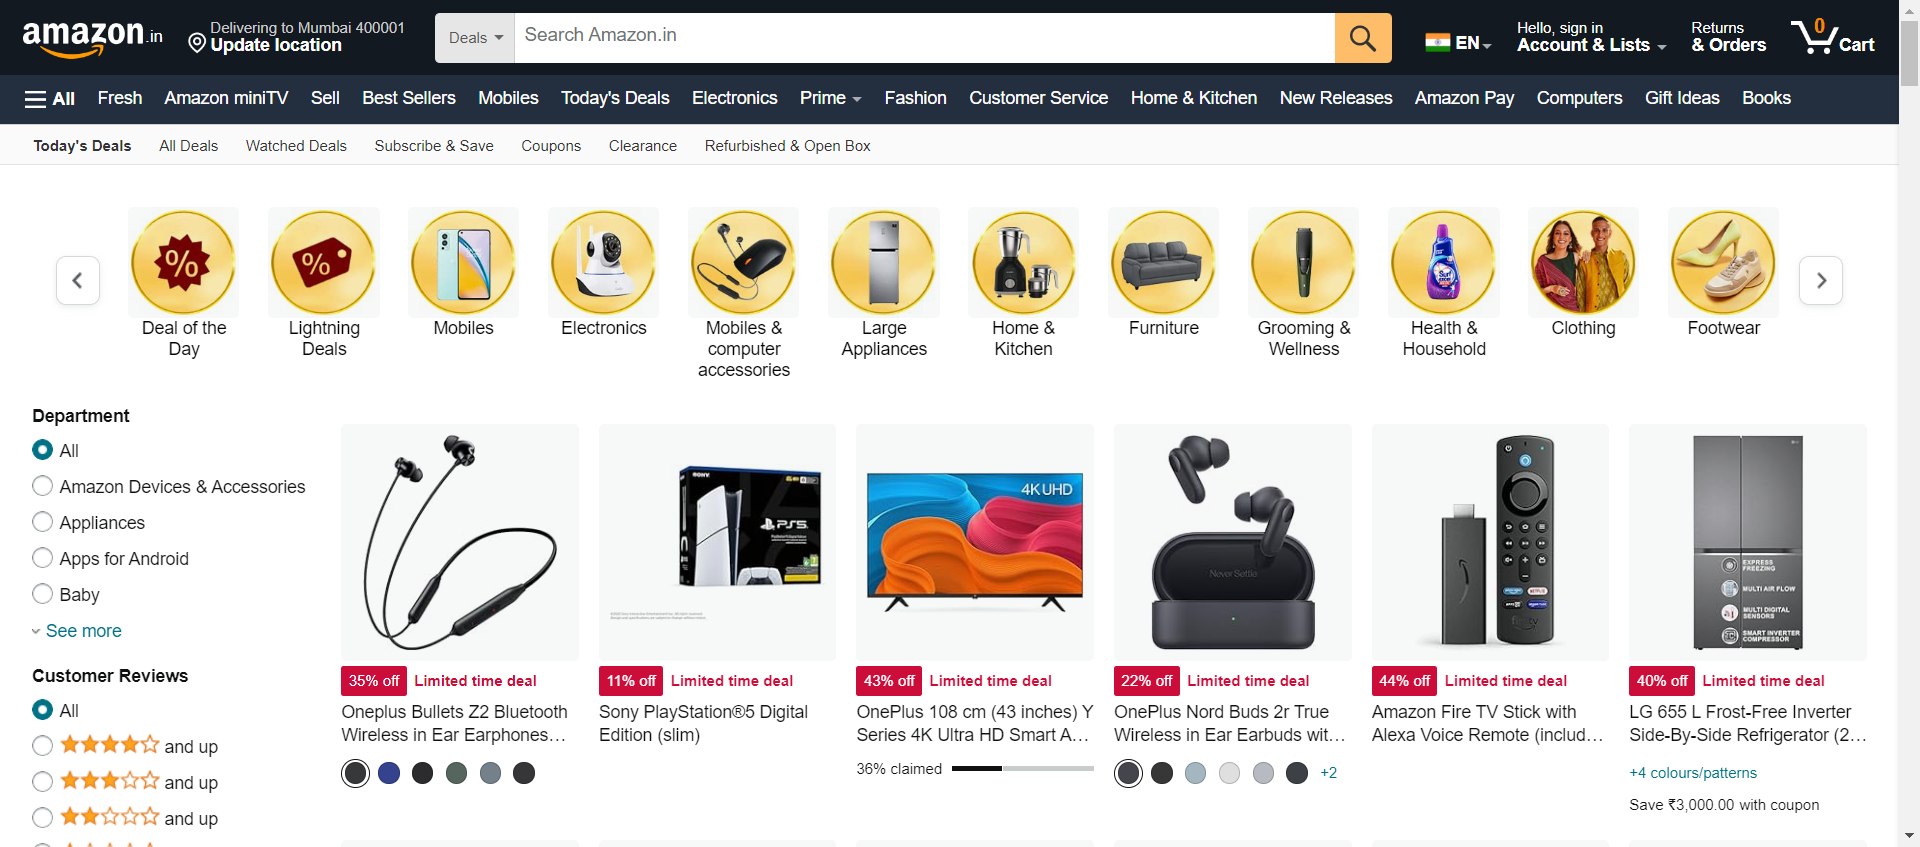 amazon.in
Delivering to Mumbai 400001
Update location
Deals
Search Amazon.in
EN
Hello, sign in
Account & Lists
Returns
& Orders
0
Cart
All
Fresh
Amazon miniTV
Sell
Best Sellers
Mobiles
Today's Deals
Electronics
Prime
Fashion
Customer Service
Home & Kitchen
New Releases
Amazon Pay
Computers
Gift Ideas
Books
Today's Deals
All Deals
Watched Deals
Subscribe & Save
Coupons
Clearance
Refurbished & Open Box
%
%
Surf
Deal of the
Day
Lightning
Deals
Mobiles
Electronics
Mobiles &
computer
accessories
Large
Appliances
Home &
Kitchen
Furniture
Grooming &
Wellness
Health &
Household
Clothing
Footwear
Department
All
Amazon Devices & Accessories
Appliances
Apps for Android
Baby
See more
Customer Reviews
All
and up
and up
and up
SONY
PS5
4K UHD
Never Settle
EXPRESS
FREEZING
MULTI AIR FLOW
MULTI DIGITAL
SENSORS
SMART INVERTER
COMPRESSOR
35% off
Limited time deal
Oneplus Bullets Z2 Bluetooth
Wireless in Ear Earphones…
11% off
Limited time deal
Sony PlayStation®5 Digital
Edition (slim)
43% off
Limited time deal
OnePlus 108 cm (43 inches) Y
Series 4K Ultra HD Smart A…
36% claimed
22% off
Limited time deal
OnePlus Nord Buds 2r True
Wireless in Ear Earbuds wit…
+2
44% off
Limited time deal
Amazon Fire TV Stick with
Alexa Voice Remote (includ…
40% off
Limited time deal
LG 655 L Frost-Free Inverter
Side-By-Side Refrigerator (2…
+4 colours/patterns
Save ₹3,000.00 with coupon